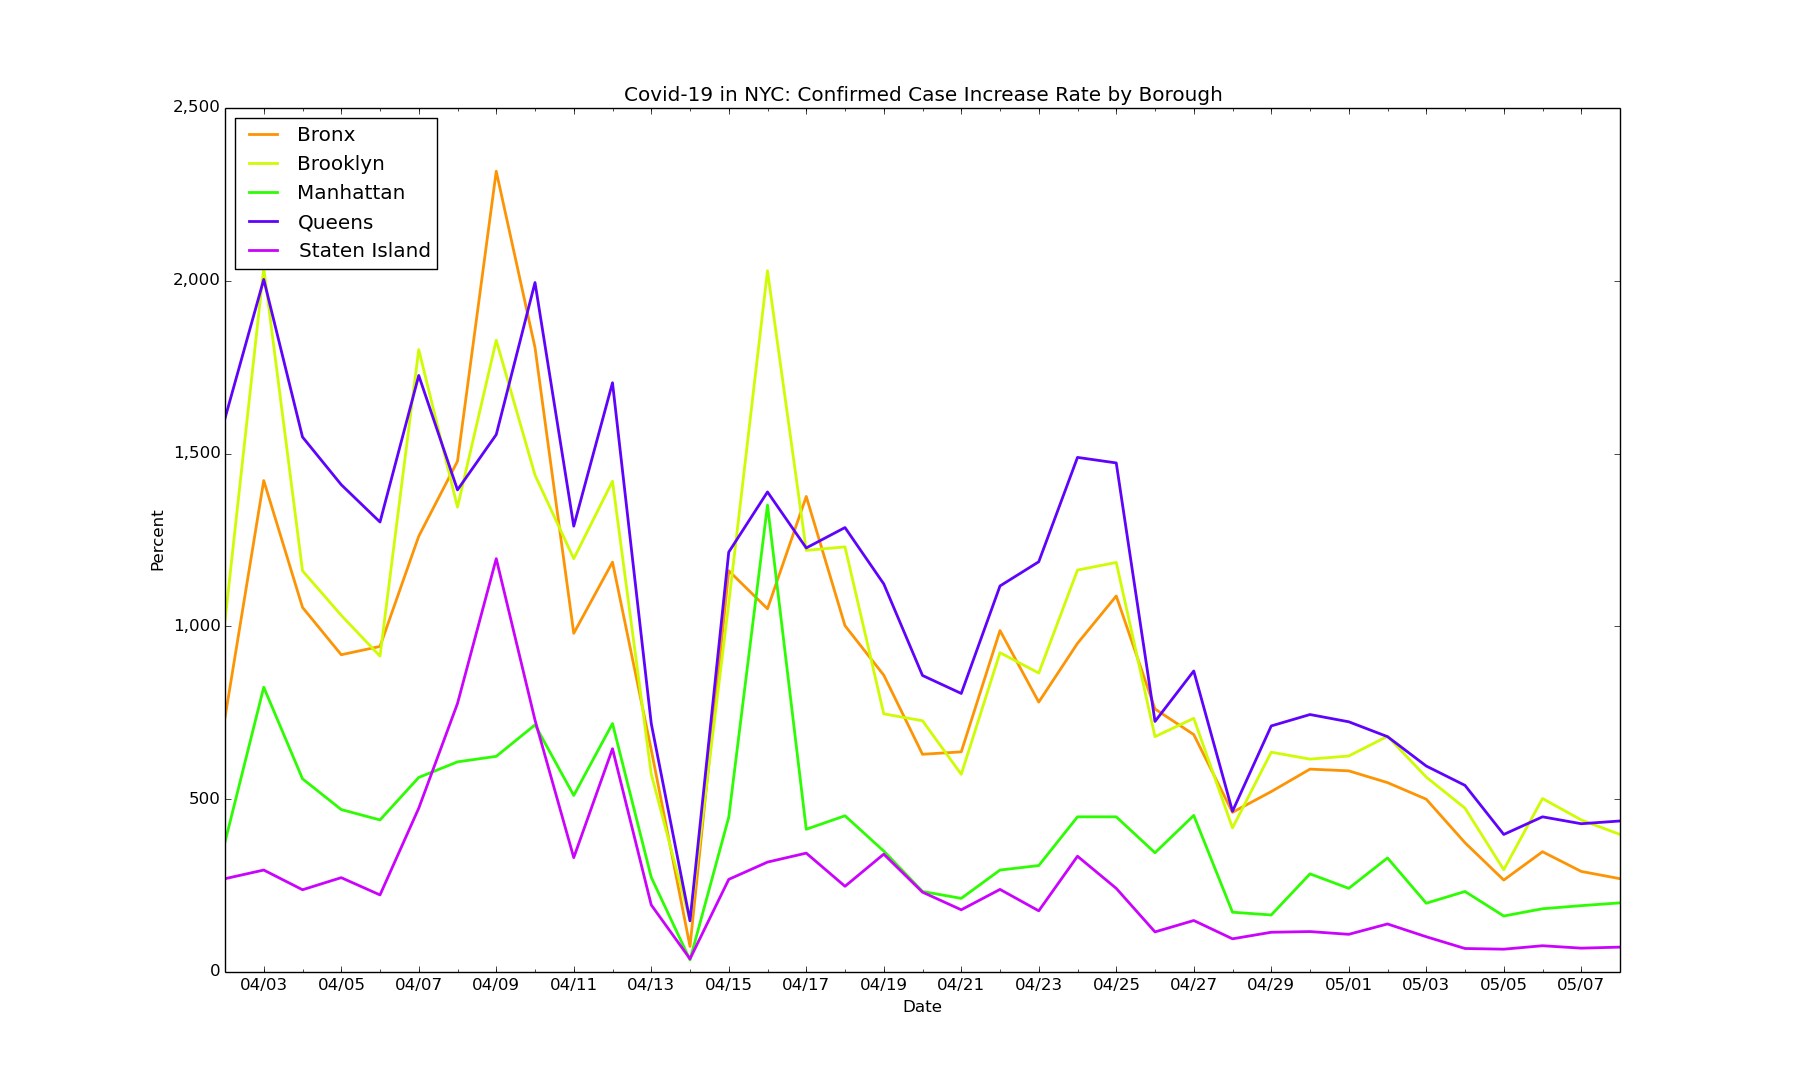 Covid-19 in NYC: Confirmed Case Increase Rate by Borough
2,500
2,000
1,500
1,000
500
0
Percent
Bronx
Brooklyn
Manhattan
Queens
Staten Island
04/03 04/05 04/07 04/09 04/11 04/13 04/15 04/17 04/19 04/21 04/23 04/25 04/27 04/29 05/01 05/03 05/05 05/07
Date